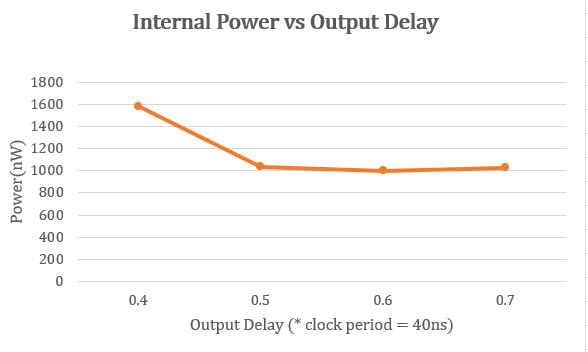 Internal Power vs Output Delay
1800
1600
1400
1200
1000
800
600
400
200
0
Power(nW)
0.4 0.5 0.6 0.7
Output Delay (* clock period = 40ns)